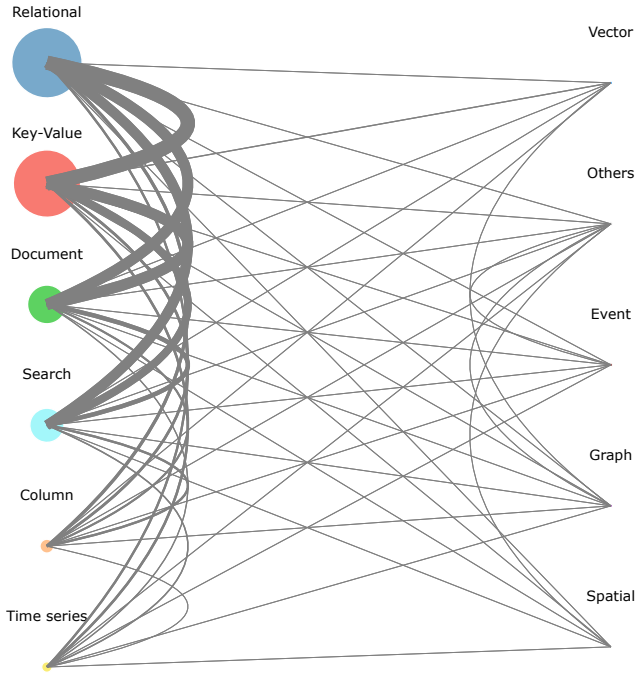 Relational
Key-Value
Document
Search
Column
Time series
Vector
Others
Event
Graph
Spatial